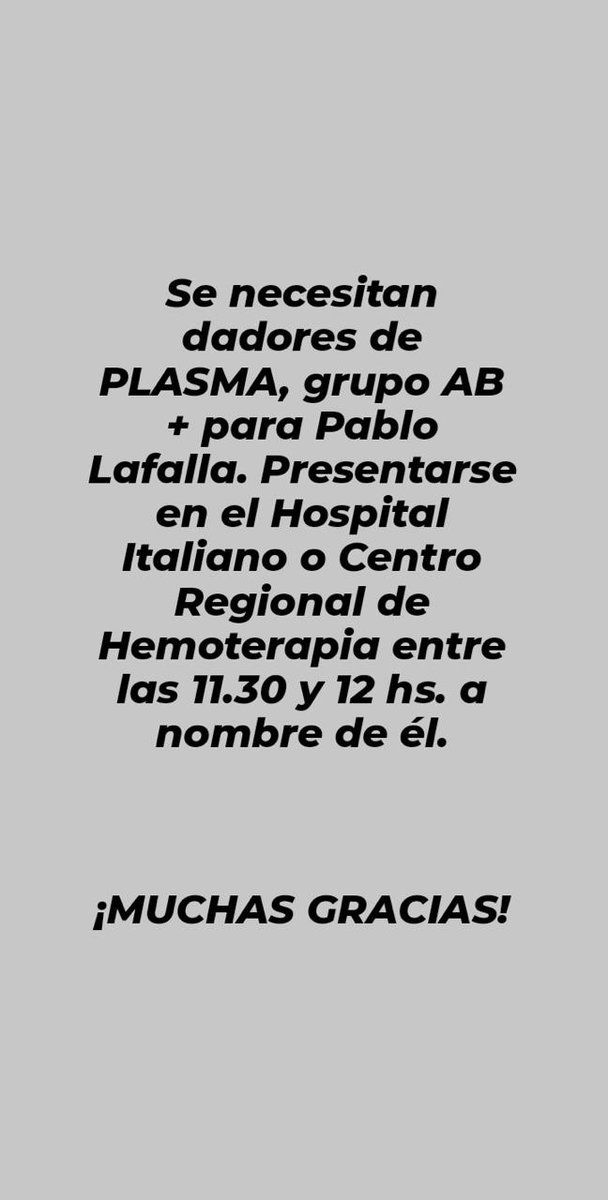 Se necesitan
dadores de
PLASMA, grupo AB
+ para Pablo
Lafalla. Presentarse
en el Hospital
Italiano o Centro
Regional de
Hemoterapia entre
las 11.30 y 12 hs. a
nombre de él.
¡MUCHAS GRACIAS!